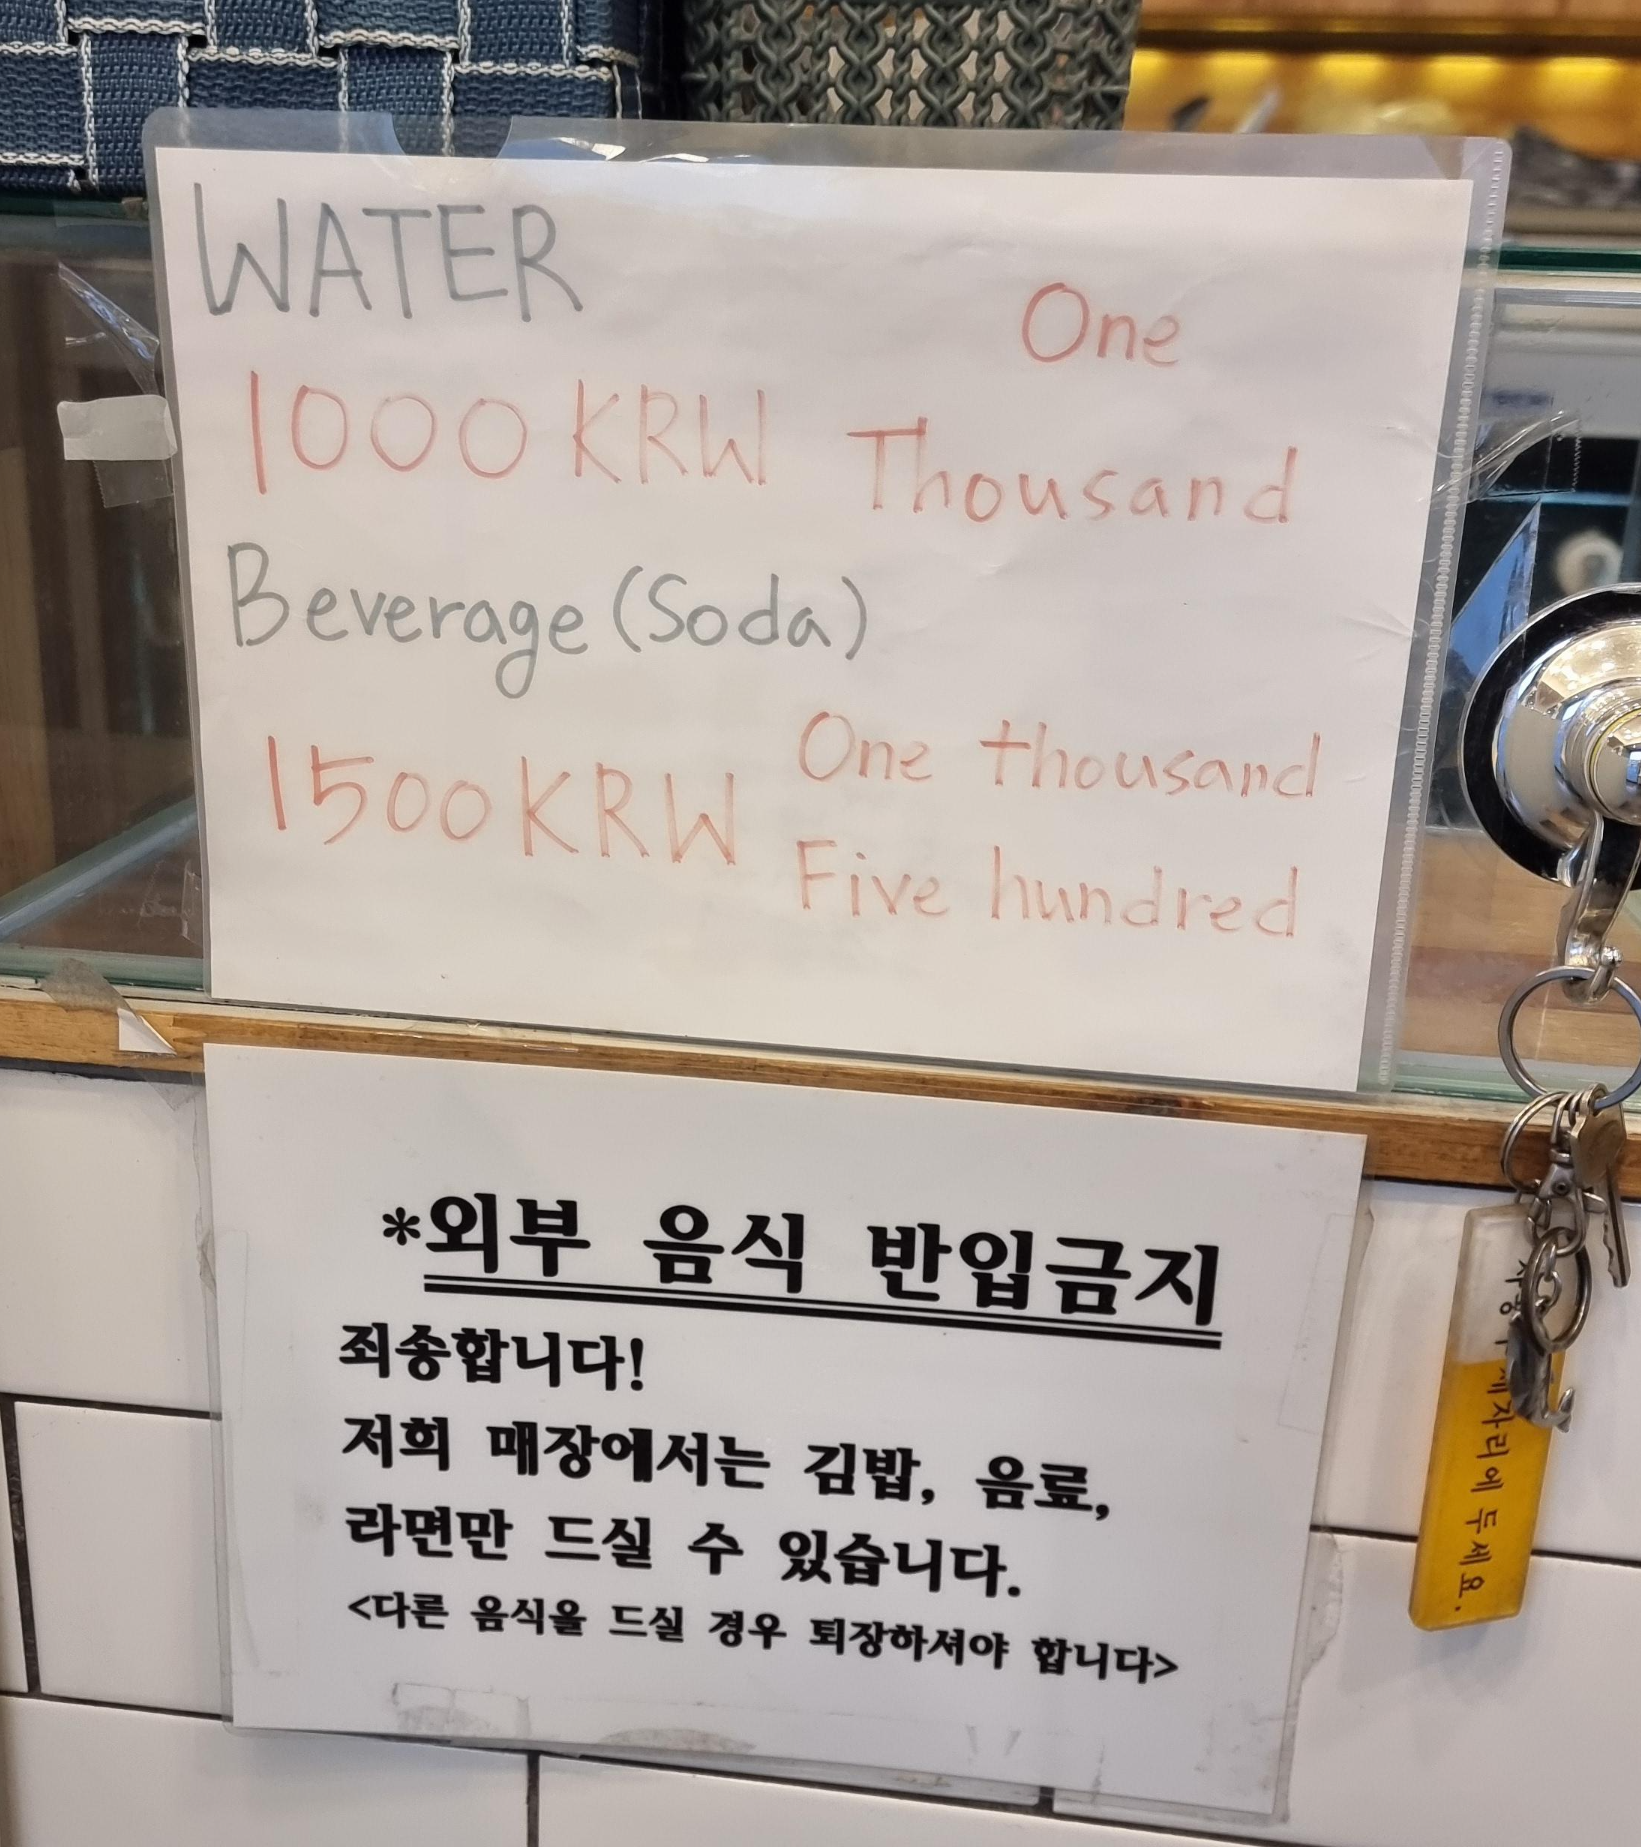 WATER
1000 KRW One
Thousand
Beverage (Soda)
1500 KRW One thousand
Five hundred
*외부 음식 반입금지
죄송합니다!
저희 매장에서는 김밥, 음료,
라면만 드실 수 있습니다.
<다른 음식을 드실 경우 퇴장하셔야 합니다>
제자리에 두세요.